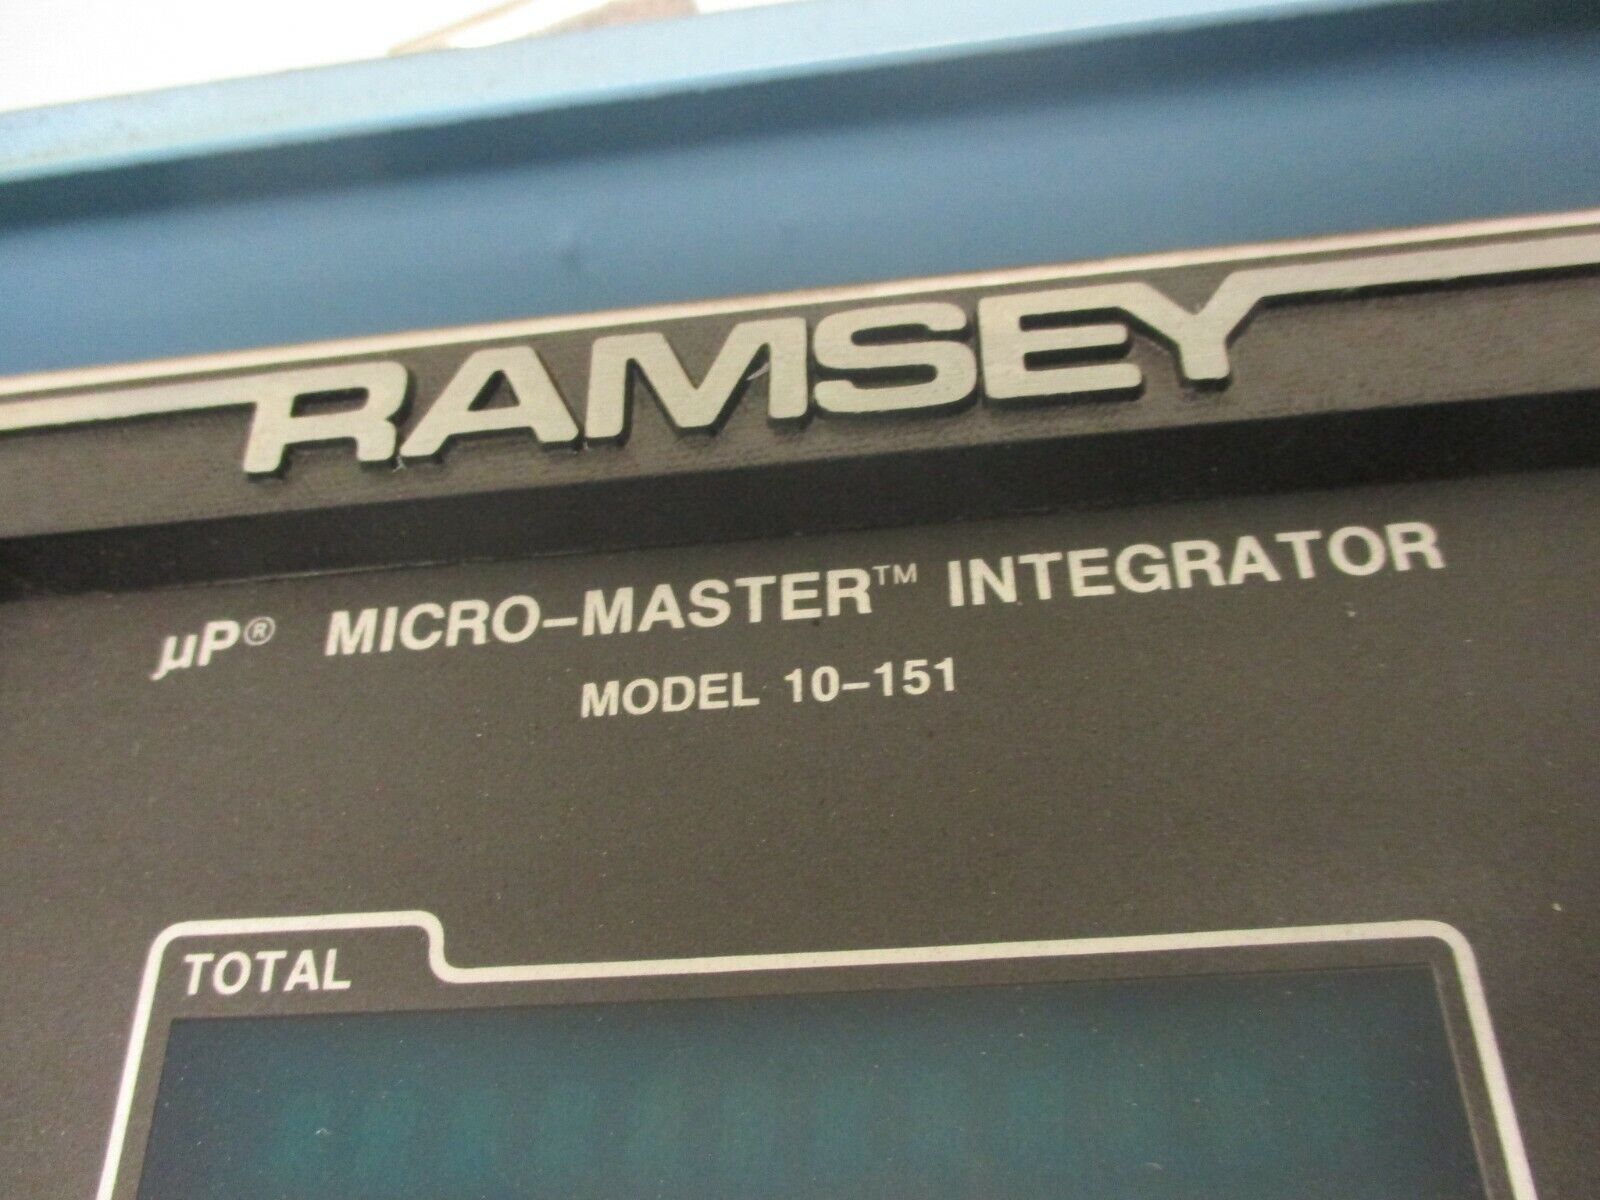 RAMSEY
µP® MICRO-MASTER™ INTEGRATOR
MODEL 10-151
TOTAL